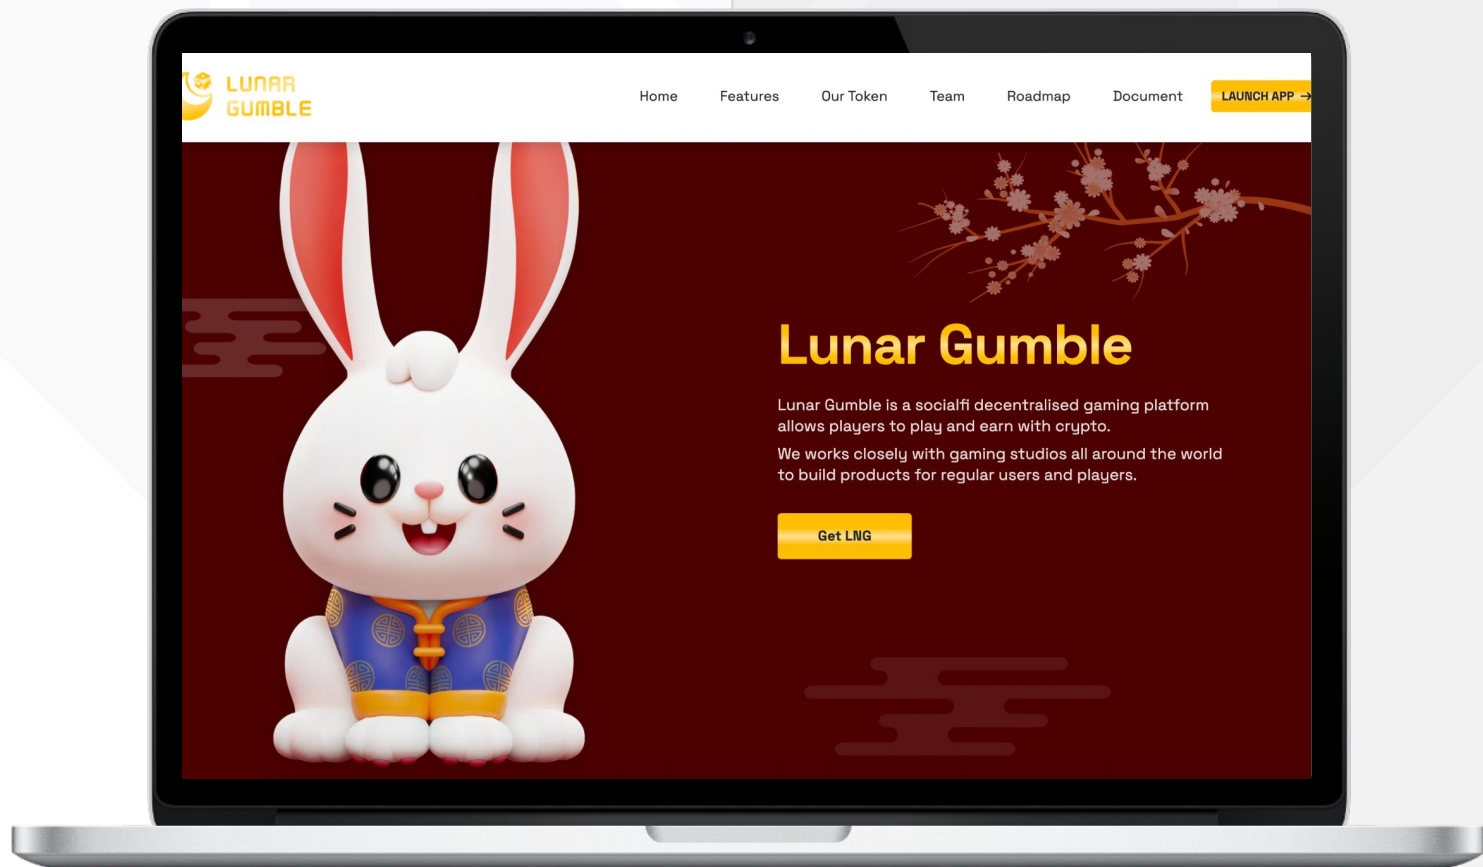 LUNAR
GUMBLE
Home Features Our Token Team Roadmap Document LAUNCH APP →
Lunar Gumble
Lunar Gumble is a socialfi decentralised gaming platform
allows players to play and earn with crypto.
We works closely with gaming studios all around the world
to build products for regular users and players.
Get LNG